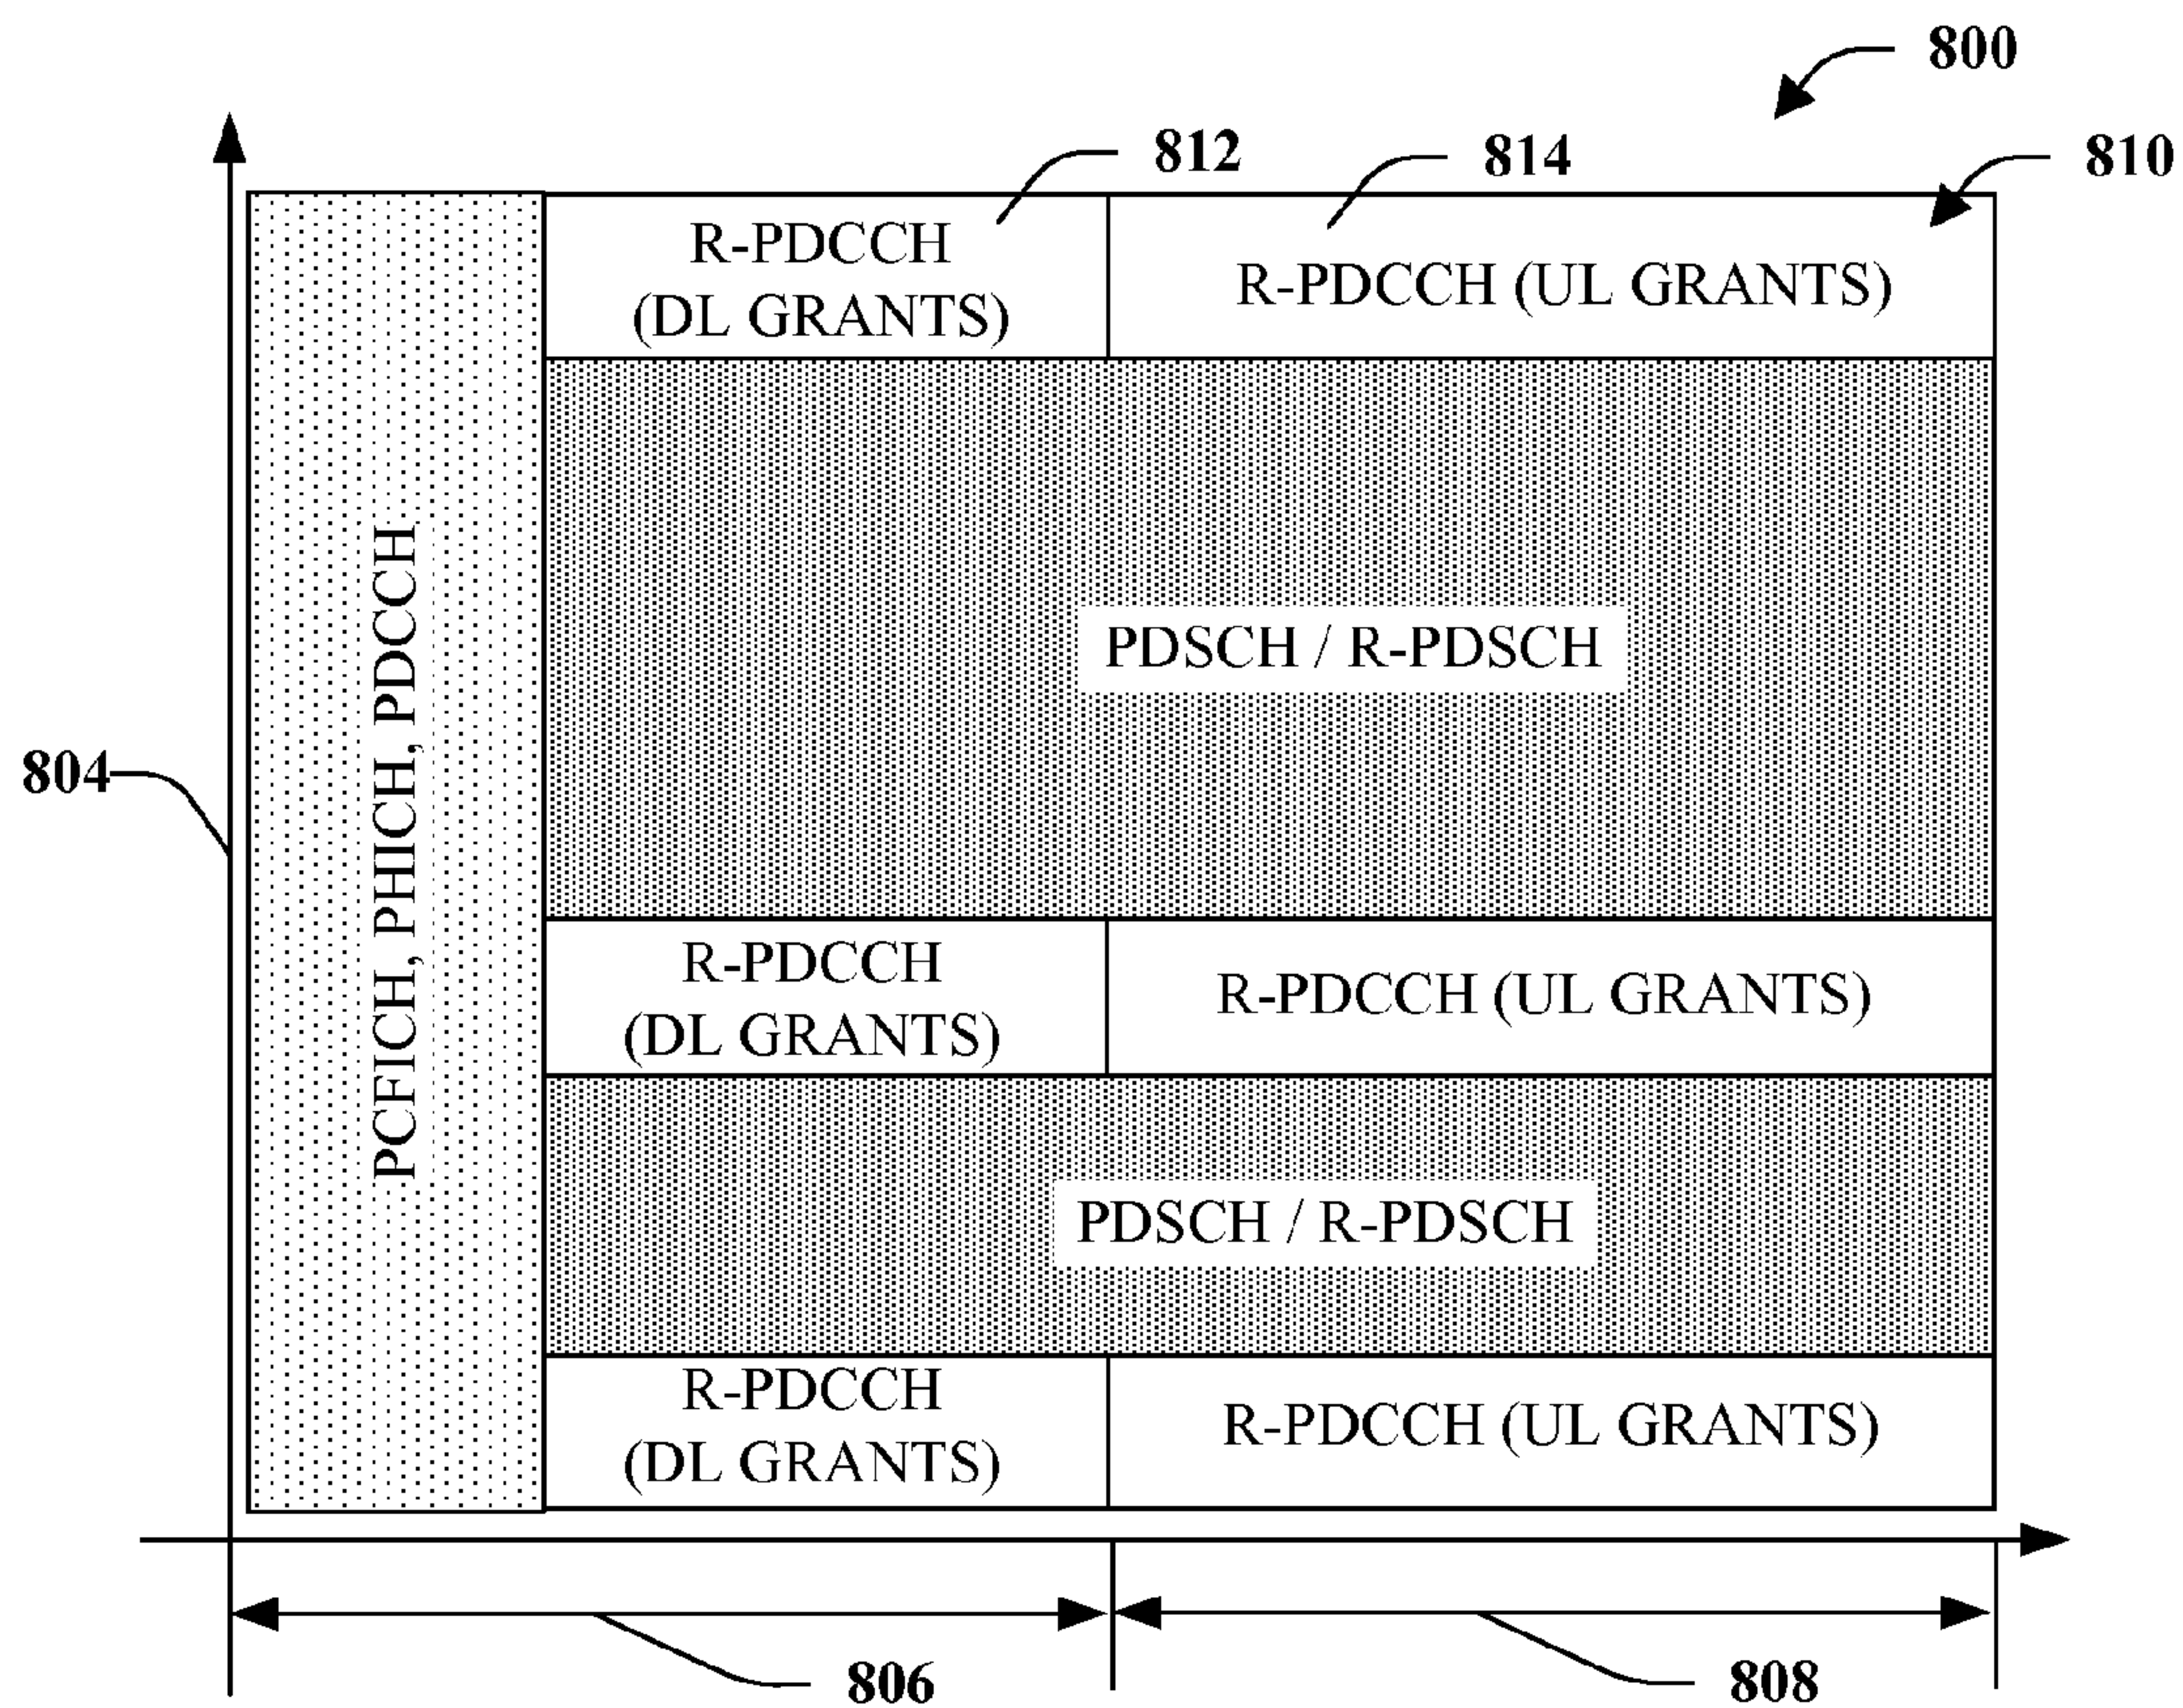 800
812
814
810
R-PDCCH
(DL GRANTS)
R-PDCCH (UL GRANTS)
PCFICH, PHICH, PDCCH
PDSCH / R-PDSCH
804
R-PDCCH
(DL GRANTS)
R-PDCCH (UL GRANTS)
PDSCH / R-PDSCH
R-PDCCH
(DL GRANTS)
R-PDCCH (UL GRANTS)
806
808